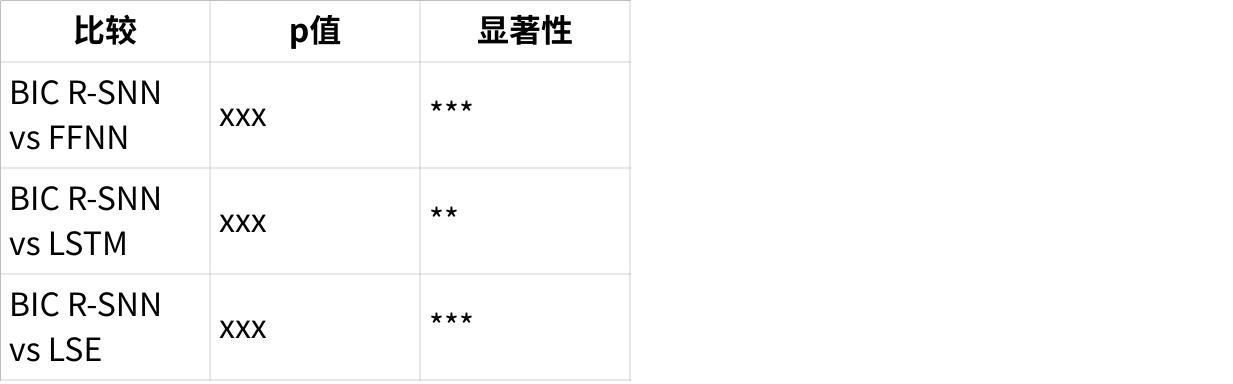 比较 p值 显著性
BIC R-SNN
vs FFNN
xxx
***
BIC R-SNN
vs LSTM
xxx
**
BIC R-SNN
vs LSE
xxx
***